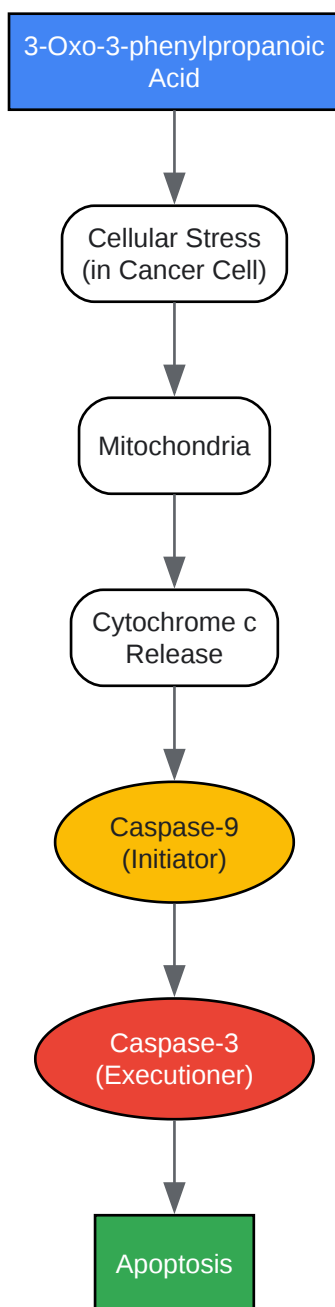 3-Oxo-3-phenylpropanoic
Acid
Cellular Stress
(in Cancer Cell)
Mitochondria
Cytochrome c
Release
Caspase-9
(Initiator)
Caspase-3
(Executioner)
Apoptosis